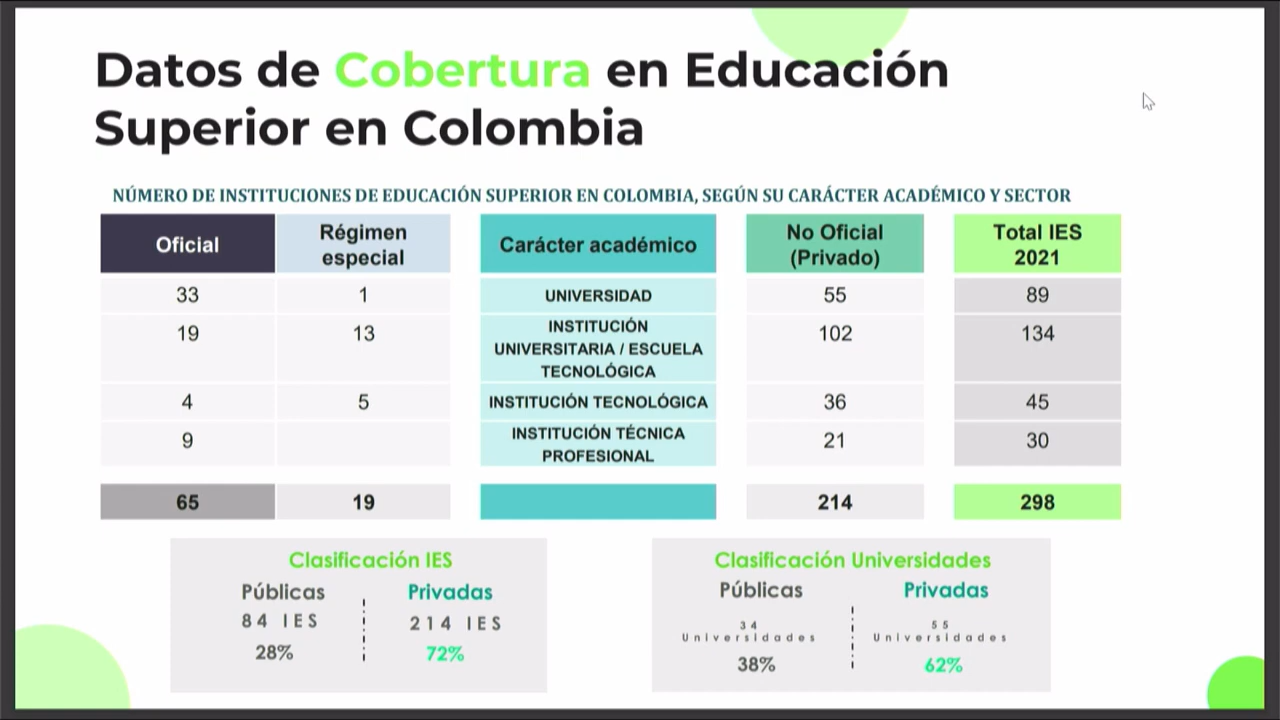 Datos de Cobertura en Educación
Superior en Colombia
NÚMERO DE INSTITUCIONES DE EDUCACIÓN SUPERIOR EN COLOMBIA, SEGÚN SU CARÁCTER ACADÉMICO Y SECTOR
Oficial
Régimen
especial
Carácter académico
No Oficial
(Privado)
Total IES
2021
33 1 UNIVERSIDAD 55 89
19 13 INSTITUCIÓN 102 134
UNIVERSITARIA / ESCUELA
TECNOLÓGICA
4 5 INSTITUCIÓN TECNOLÓGICA 36 45
9 INSTITUCIÓN TÉCNICA 21 30
PROFESIONAL
65 19 214 298
Clasificación IES
Públicas Privadas
84 IES 214 IES
28% 72%
Clasificación Universidades
Públicas Privadas
34 55
Universidades Universidades
38% 62%